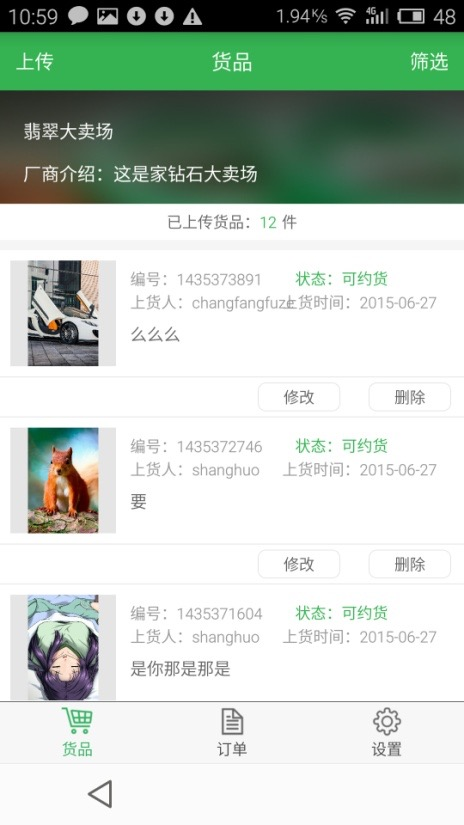 10:59 1.94 K/s 4G 48
上传 货品 筛选
翡翠大卖场
厂商介绍：这是家钻石大卖场
已上传货品：12 件
编号：1435373891 状态：可约货
上货人：changfangfuze 上货时间：2015-06-27
么么么
修改 删除
编号：1435372746 状态：可约货
上货人：shanghuo 上货时间：2015-06-27
要
修改 删除
编号：1435371604 状态：可约货
上货人：shanghuo 上货时间：2015-06-27
是你那是那是
货品 订单 设置